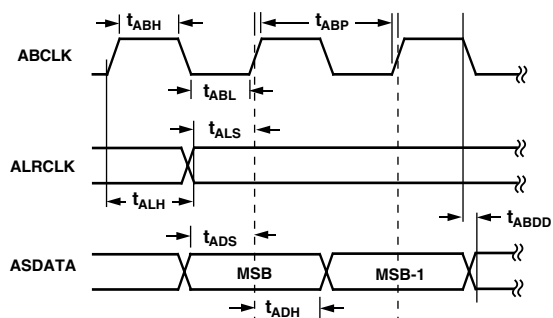 tABH
tABP
ABCLK
tABL
tALS
ALRCLK
tALH
tABDD
tADS
ASDATA
MSB
MSB-1
tADH